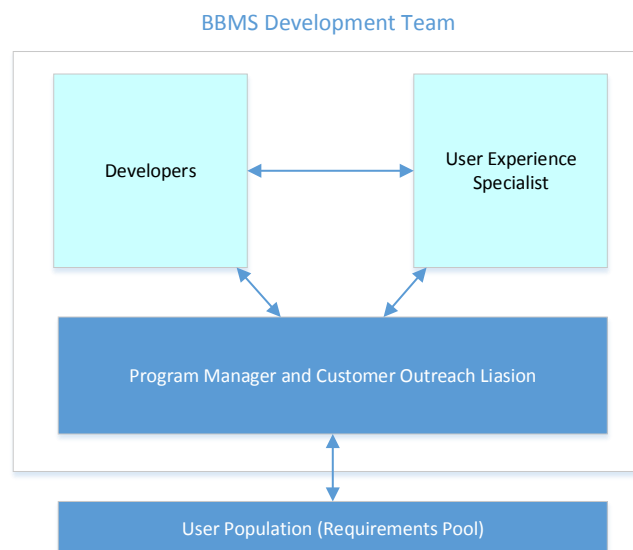 BBMS Development Team
Developers
User Experience
Specialist
Program Manager and Customer Outreach Liasion
User Population (Requirements Pool)